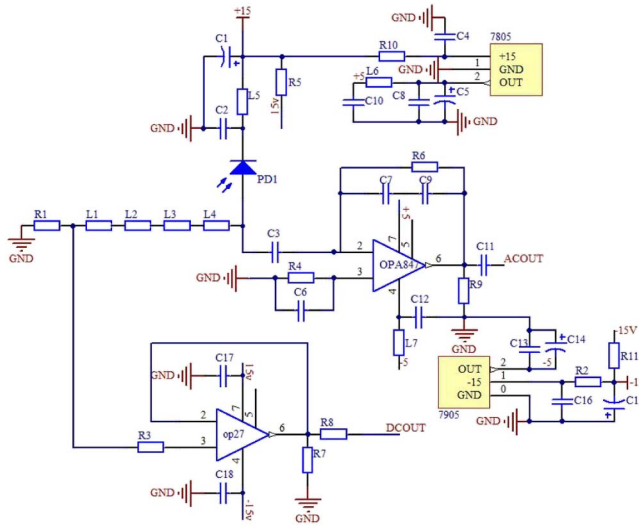 +15
C1
GND
C4
7805
R10
+15
L5
R5
15v
GND
1
GND
+5
L6
2
OUT
C2
C10
C8
C5
GND
GND
PD1
R6
C7
C9
R1
L1
L2
L3
L4
7
+5
5
C3
2
OPA847
6
C11
ACOUT
GND
GND
R4
3
4
R9
C6
C12
GND
L7
-5
C13
C14
-15V
R11
OUT
2
-5
-15
1
R2
-1
GND
0
C16
C1
7905
GND
C17
GND
15v
7
5
2
op27
6
R8
DCOUT
R3
3
4
R7
C18
GND
-15v
GND